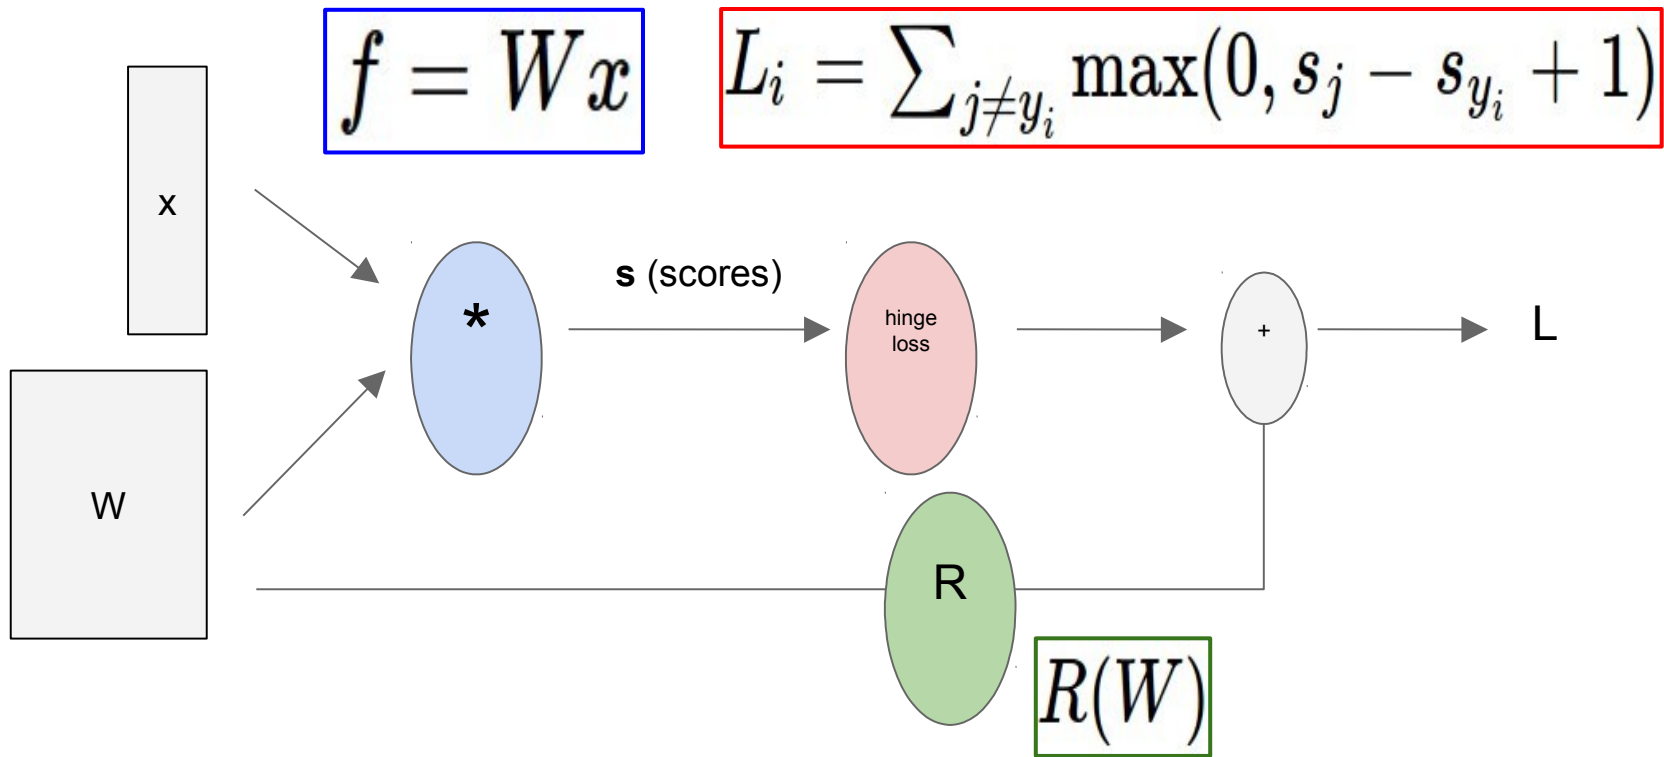 f = Wx
L_i = ∑_{j≠y_i} max(0, s_j − s_{y_i} + 1)
x
s (scores)
*
hinge
loss
+
L
W
R
R(W)